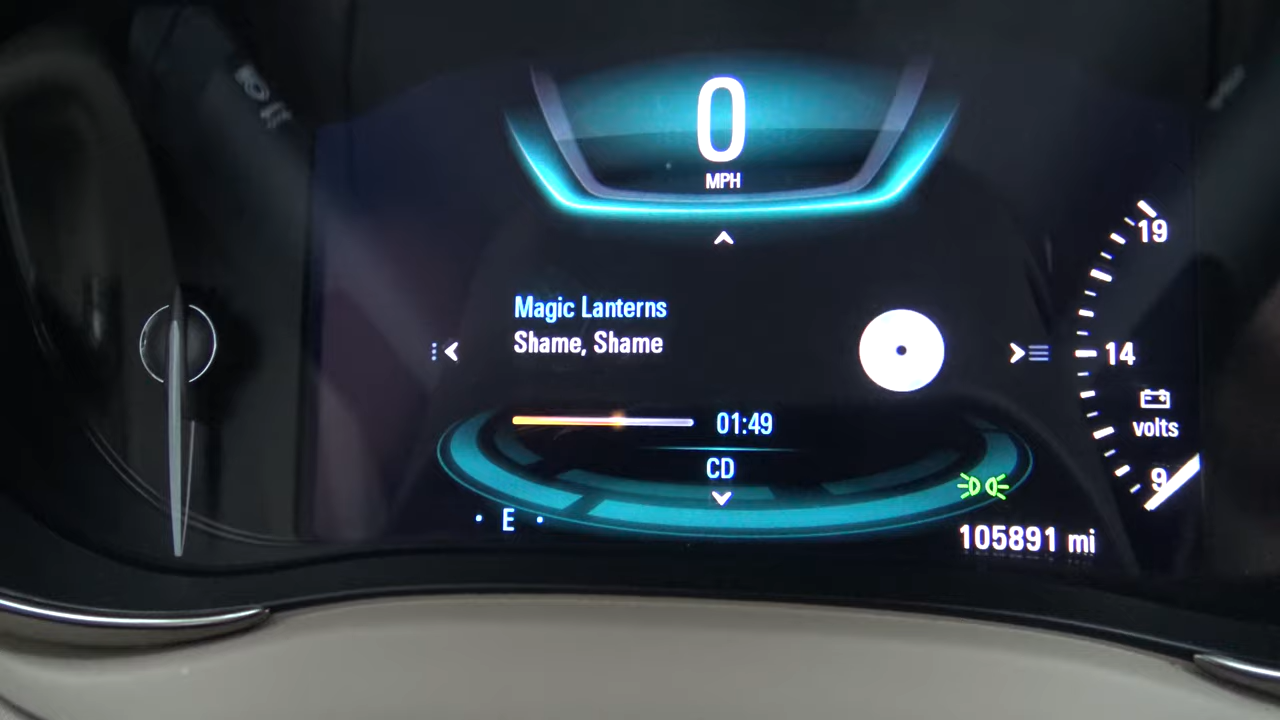 0
MPH
19
Magic Lanterns
Shame, Shame
14
volts
01:49
CD
9
E
105891 mi